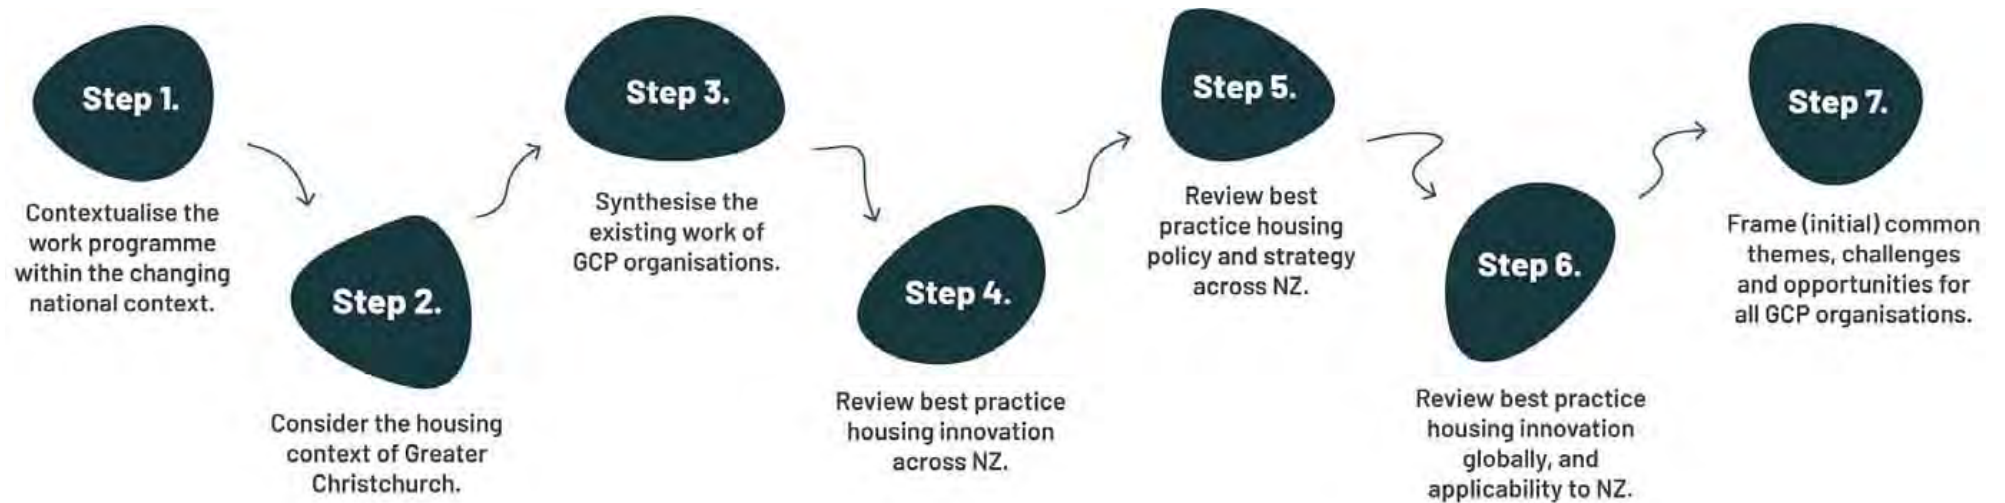 Step 1.
Contextualise the
work programme
within the changing
national context.
Step 2.
Consider the housing
context of Greater
Christchurch.
Step 3.
Synthesise the
existing work of
GCP organisations.
Step 4.
Review best practice
housing innovation
across NZ.
Step 5.
Review best
practice housing
policy and strategy
across NZ.
Step 6.
Review best practice
housing innovation
globally, and
applicability to NZ.
Step 7.
Frame (initial) common
themes, challenges
and opportunities for
all GCP organisations.